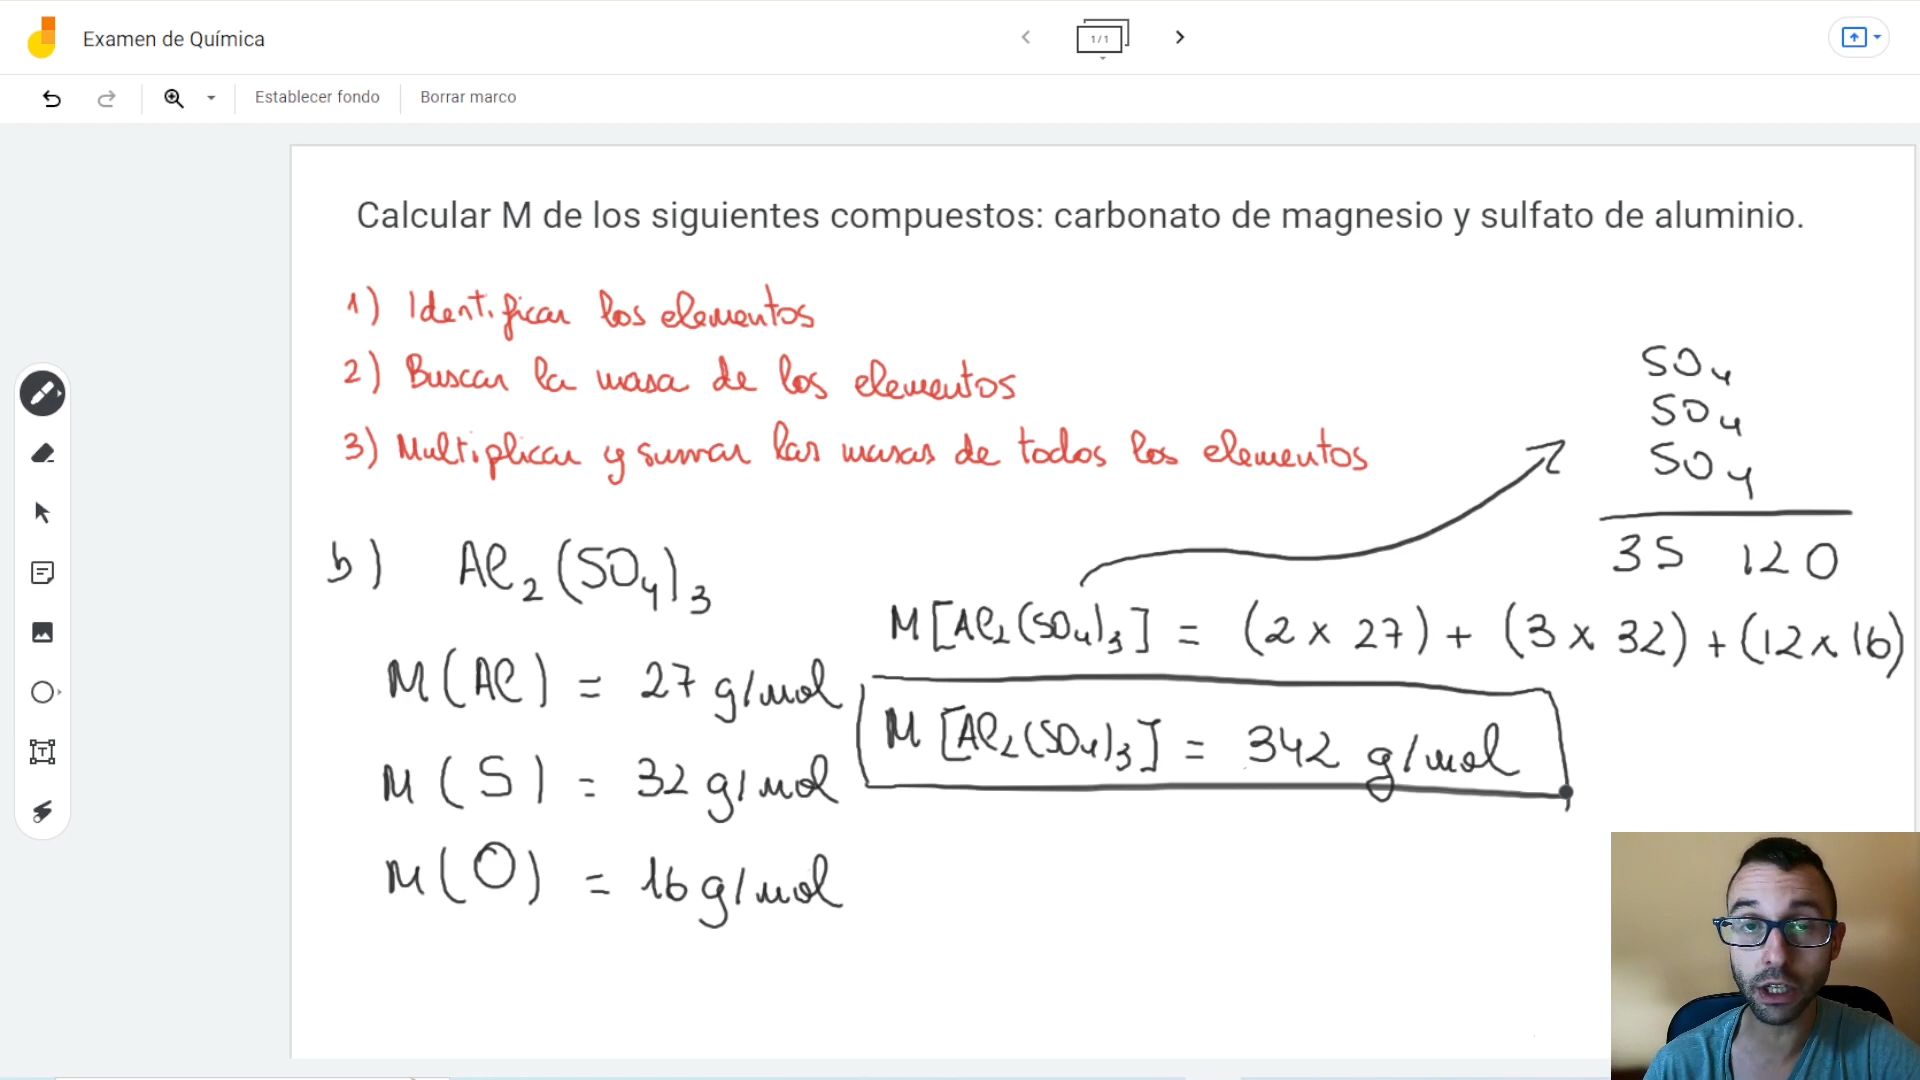 Examen de Química
1/1
Establecer fondo
Borrar marco
Calcular M de los siguientes compuestos: carbonato de magnesio y sulfato de aluminio.
1) Identificar los elementos
2) Buscar la masa de los elementos
3) Multiplicar y sumar las masas de todos los elementos
SO₄
SO₄
SO₄
3S 12O
b) Al₂(SO₄)₃
M[Al₂(SO₄)₃] = (2 x 27) + (3 x 32) + (12 x 16)
M(Al) = 27 g/mol
M[Al₂(SO₄)₃] = 342 g/mol
M(S) = 32 g/mol
M(O) = 16 g/mol